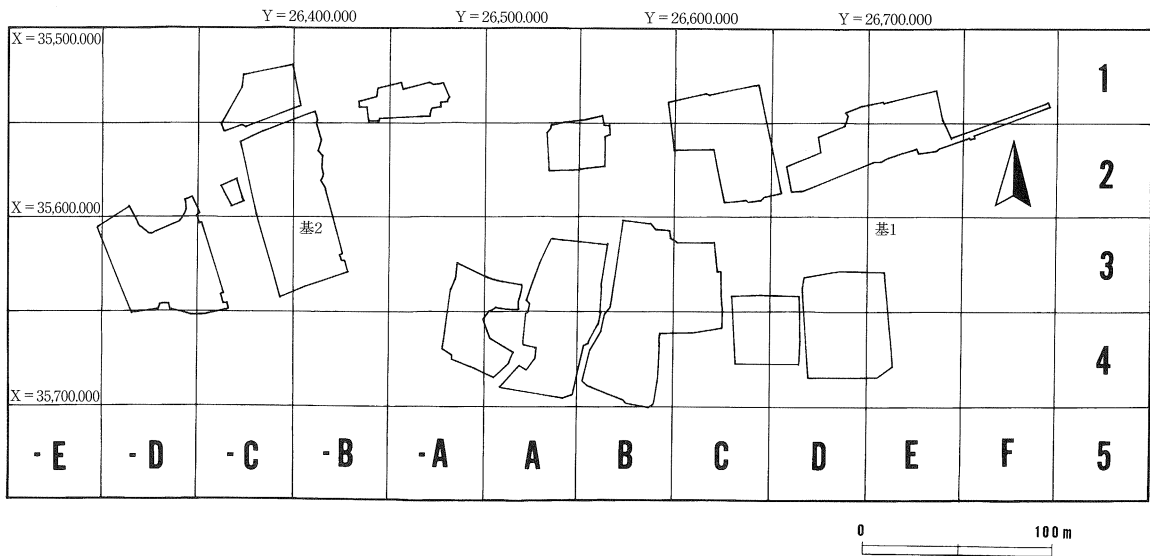 Y = 26,400.000 Y = 26,500.000 Y = 26,600.000 Y = 26,700.000
X = 35,500.000
1
2
X = 35,600.000
基2 基1
3
4
X = 35,700.000
-E -D -C -B -A A B C D E F 5
0 100m